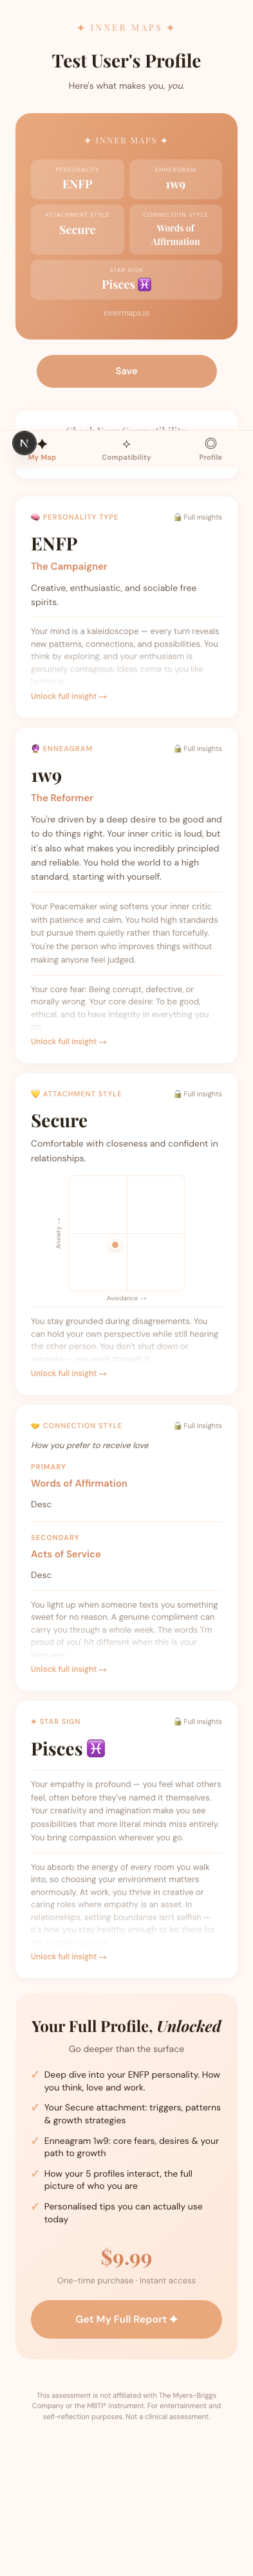 ✦ INNER MAPS ✦
Test User's Profile
Here's what makes you, you.
✦ INNER MAPS ✦
PERSONALITY
ENFP
ENNEAGRAM
1w9
ATTACHMENT STYLE
Secure
CONNECTION STYLE
Words of
Affirmation
STAR SIGN
Pisces ♓
innermaps.io
Save
Check Your Compatibility
N
My Map
Compatibility
Profile
PERSONALITY TYPE
🔒 Full insights
ENFP
The Campaigner
Creative, enthusiastic, and sociable free
spirits.
Your mind is a kaleidoscope — every turn reveals
new patterns, connections, and possibilities. You
think by exploring, and your enthusiasm is
genuinely contagious. Ideas come to you like
Unlock full insight →
ENNEAGRAM
🔒 Full insights
1w9
The Reformer
You're driven by a deep desire to be good and
to do things right. Your inner critic is loud, but
it's also what makes you incredibly principled
and reliable. You hold the world to a high
standard, starting with yourself.
Your Peacemaker wing softens your inner critic
with patience and calm. You hold high standards
but pursue them quietly rather than forcefully.
You're the person who improves things without
making anyone feel judged.
Your core fear: Being corrupt, defective, or
morally wrong. Your core desire: To be good,
ethical, and to have integrity in everything you
do.
Unlock full insight →
ATTACHMENT STYLE
🔒 Full insights
Secure
Comfortable with closeness and confident in
relationships.
Anxiety →
Avoidance →
You stay grounded during disagreements. You
can hold your own perspective while still hearing
the other person. You don't shut down or
escalate — you work through it.
Unlock full insight →
CONNECTION STYLE
🔒 Full insights
How you prefer to receive love
PRIMARY
Words of Affirmation
Desc
SECONDARY
Acts of Service
Desc
You light up when someone texts you something
sweet for no reason. A genuine compliment can
carry you through a whole week. The words 'I'm
proud of you' hit different when this is your
Unlock full insight →
✦ STAR SIGN
🔒 Full insights
Pisces ♓
Your empathy is profound — you feel what others
feel, often before they've named it themselves.
Your creativity and imagination make you see
possibilities that more literal minds miss entirely.
You bring compassion wherever you go.
You absorb the energy of every room you walk
into, so choosing your environment matters
enormously. At work, you thrive in creative or
caring roles where empathy is an asset. In
relationships, setting boundaries isn't selfish —
it's how you stay healthy enough to be there for
Unlock full insight →
Your Full Profile, Unlocked
Go deeper than the surface
✓ Deep dive into your ENFP personality. How
you think, love and work.
✓ Your Secure attachment: triggers, patterns
& growth strategies
✓ Enneagram 1w9: core fears, desires & your
path to growth
✓ How your 5 profiles interact, the full
picture of who you are
✓ Personalised tips you can actually use
today
$9.99
One-time purchase · Instant access
Get My Full Report ✦
This assessment is not affiliated with The Myers-Briggs
Company or the MBTI® instrument. For entertainment and
self-reflection purposes. Not a clinical assessment.